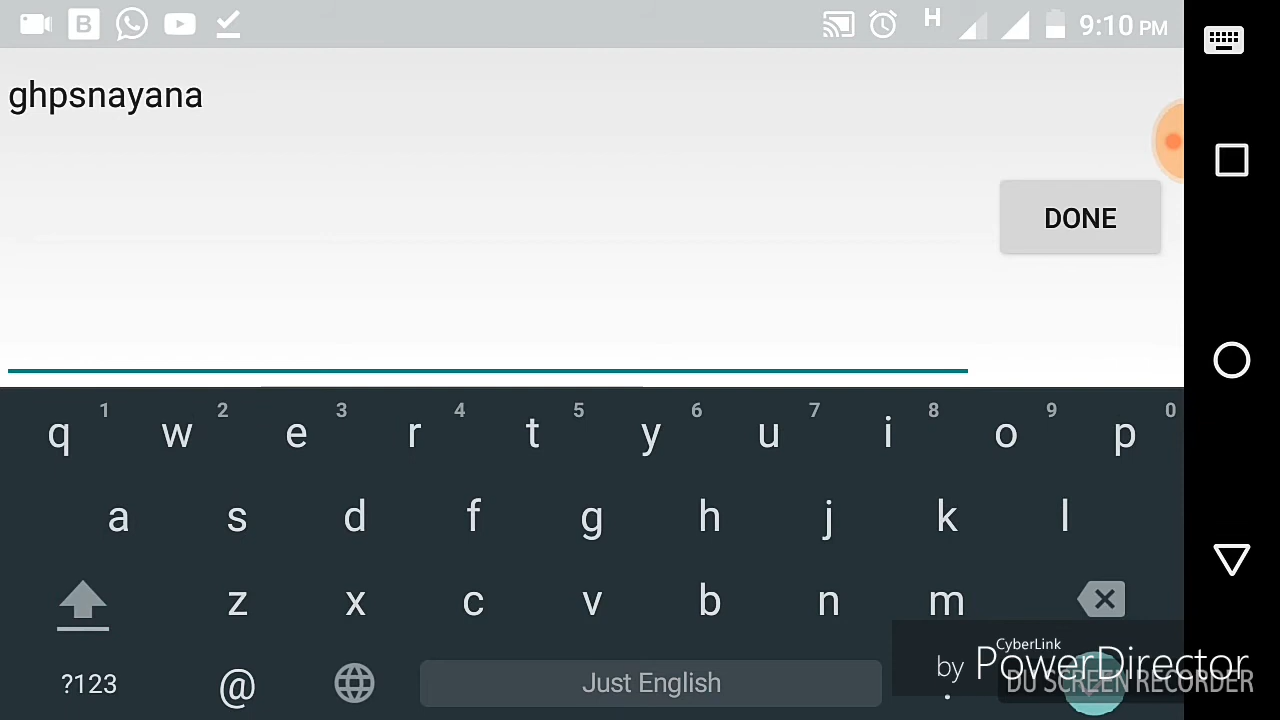 B H 9:10 PM
ghpsnayana
DONE
1 2 3 4 5 6 7 8 9 0
q w e r t y u i o p
a s d f g h j k l
z x c v b n m
?123 @ Just English .
CyberLink
by PowerDirector
DU SCREEN RECORDER